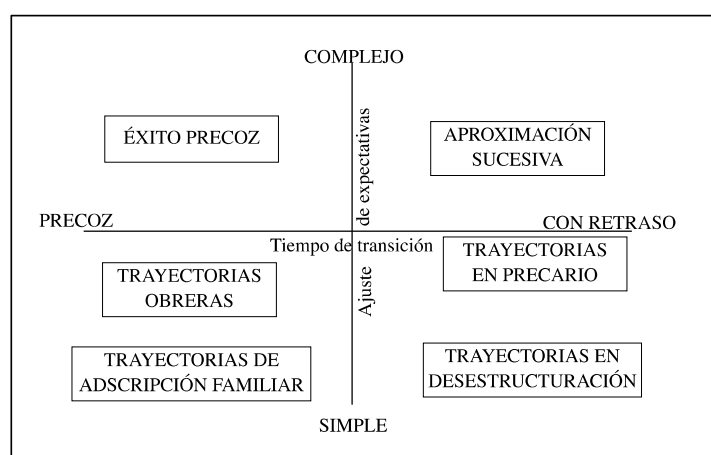 COMPLEJO
ÉXITO PRECOZ
APROXIMACIÓN
SUCESIVA
Ajuste de expectativas
PRECOZ
CON RETRASO
Tiempo de transición
TRAYECTORIAS
EN PRECARIO
TRAYECTORIAS
OBRERAS
TRAYECTORIAS DE
ADSCRIPCIÓN FAMILIAR
TRAYECTORIAS EN
DESESTRUCTURACIÓN
SIMPLE